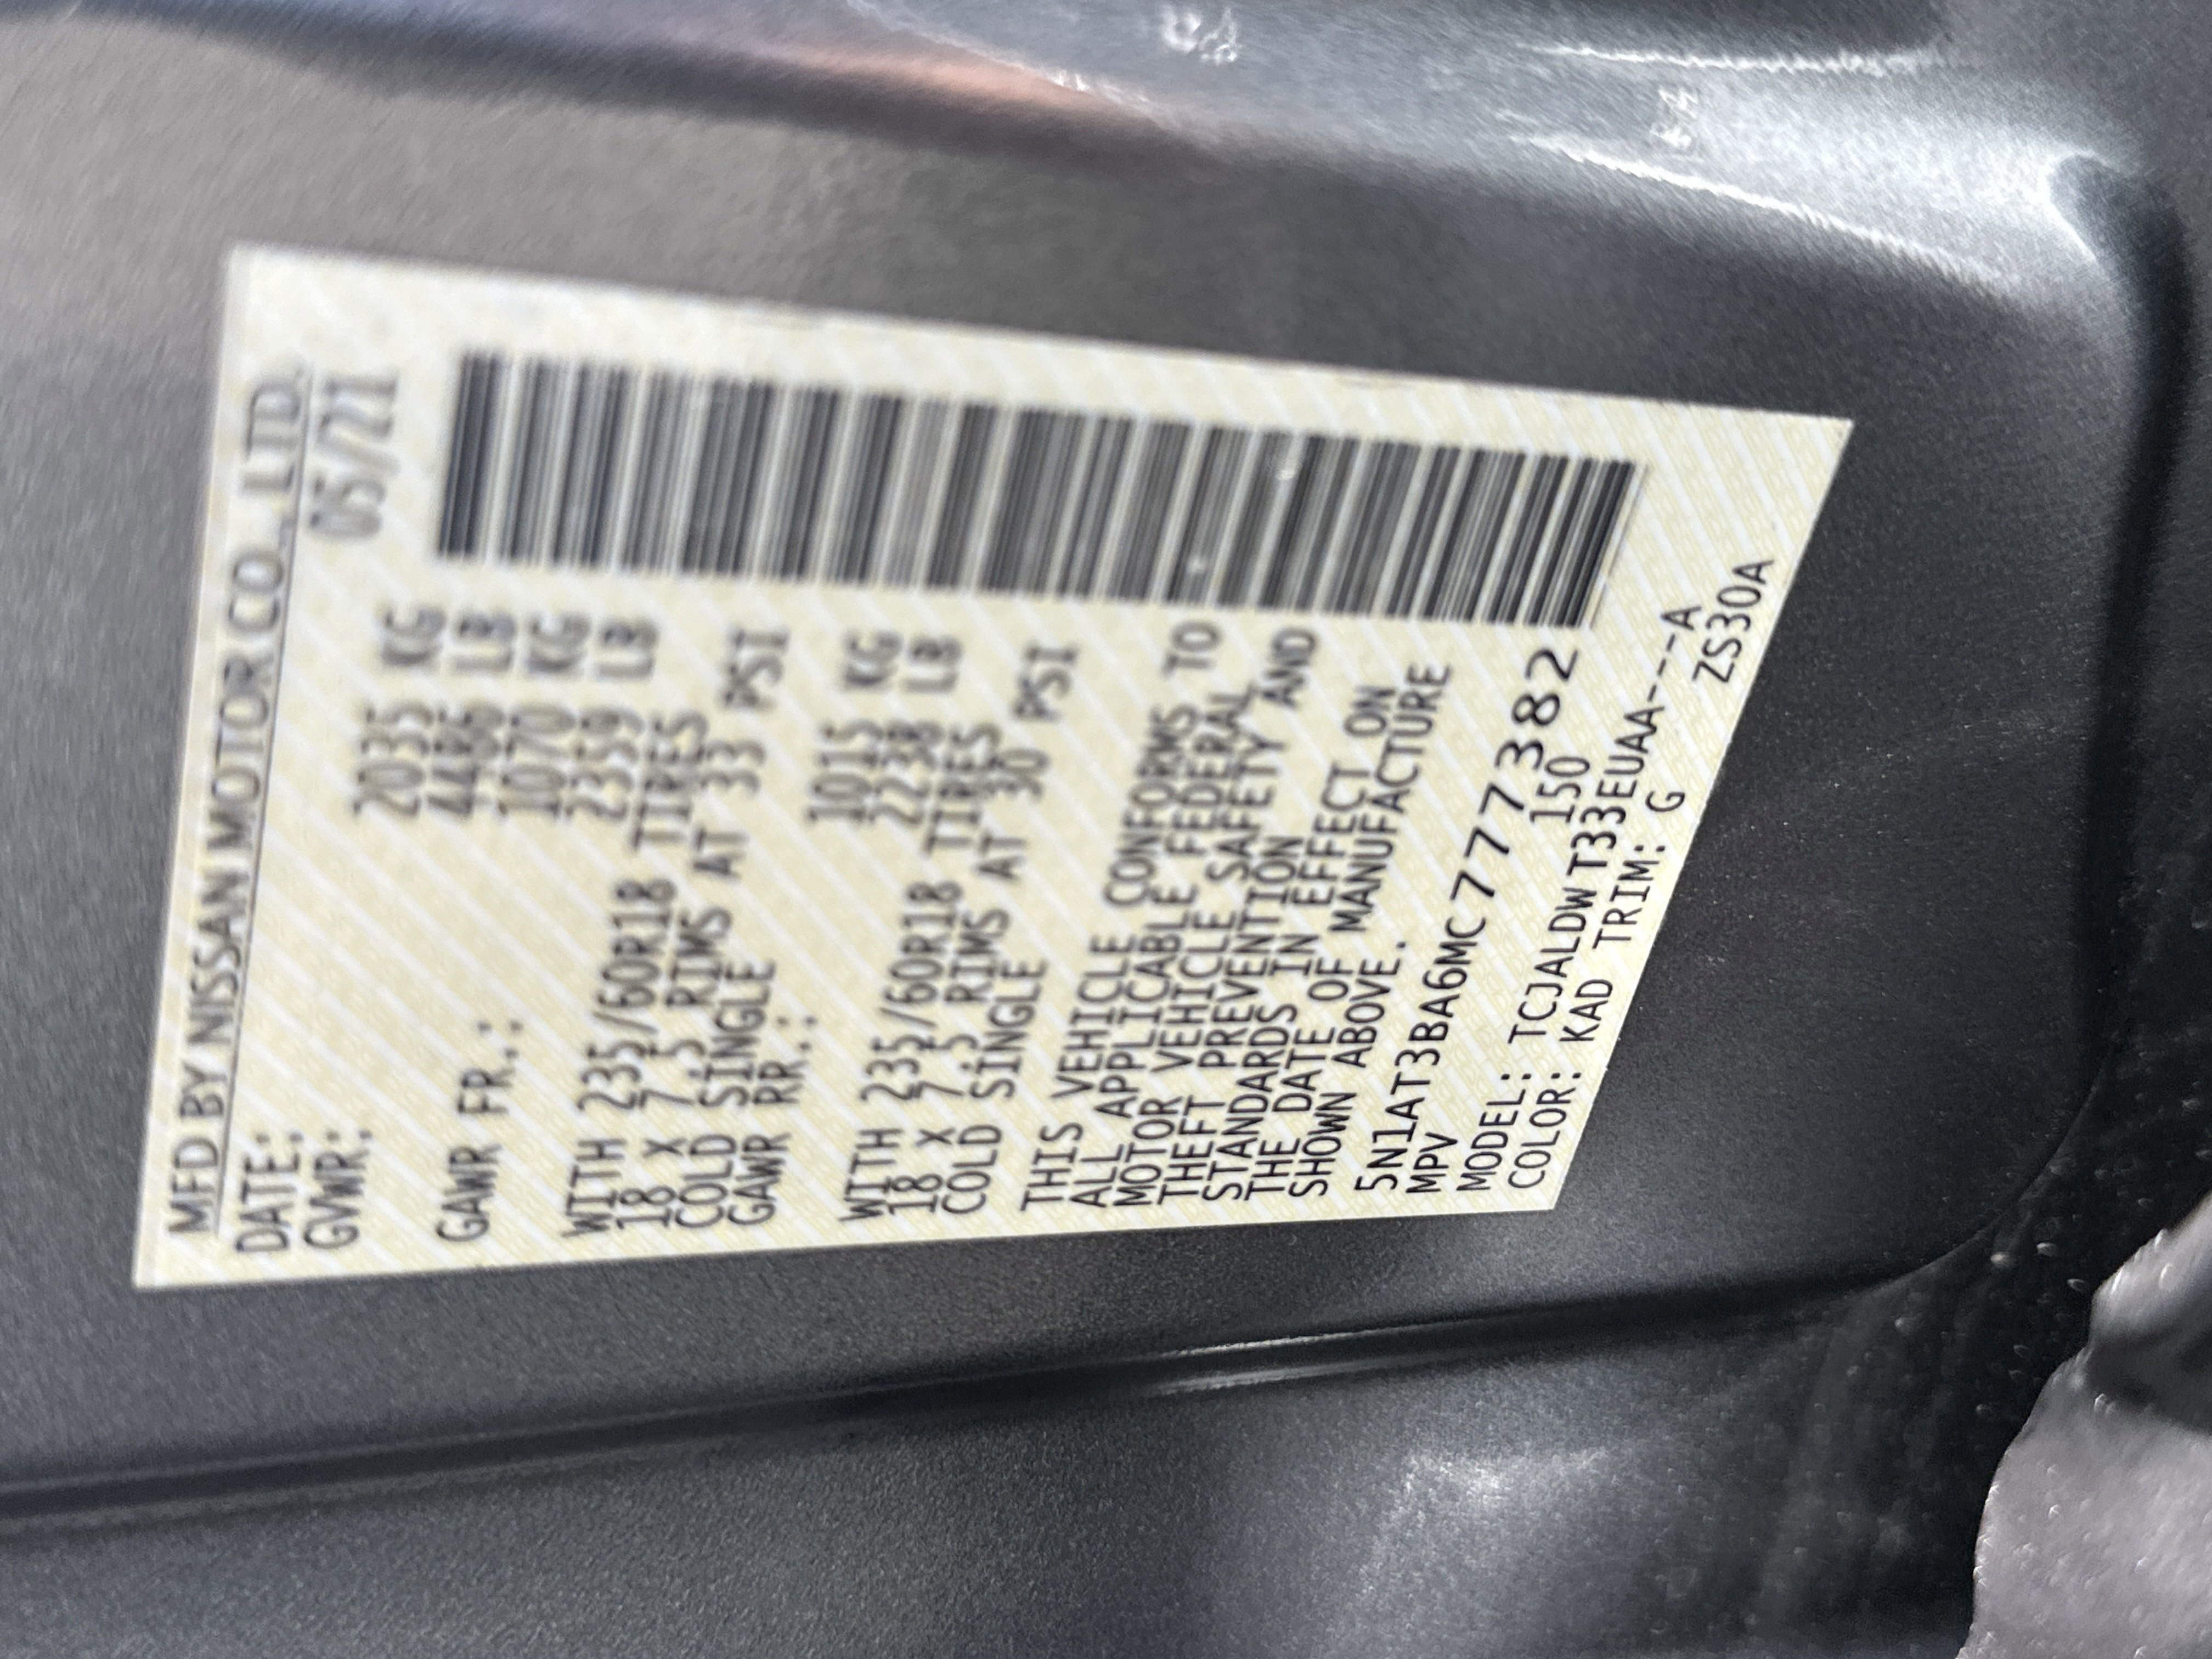 MFD BY NISSAN MOTOR CO., LTD.
DATE: 05/21
GVWR: 2035 KG
4486 LB
GAWR FR.: 1070 KG
2359 LB
WITH 235/60R18 TIRES
18 X 7.5 RIMS AT 33 PSI
COLD SINGLE
GAWR RR.: 1015 KG
2238 LB
WITH 235/60R18 TIRES
18 X 7.5 RIMS AT 30 PSI
COLD SINGLE
THIS VEHICLE CONFORMS TO
ALL APPLICABLE FEDERAL
MOTOR VEHICLE SAFETY AND
THEFT PREVENTION
STANDARDS IN EFFECT ON
THE DATE OF MANUFACTURE
SHOWN ABOVE.
5N1AT3BA6MC777382
MPV 1150
MODEL: TCJALDWT333EUAA----A
COLOR: KAD TRIM: G ZS30A